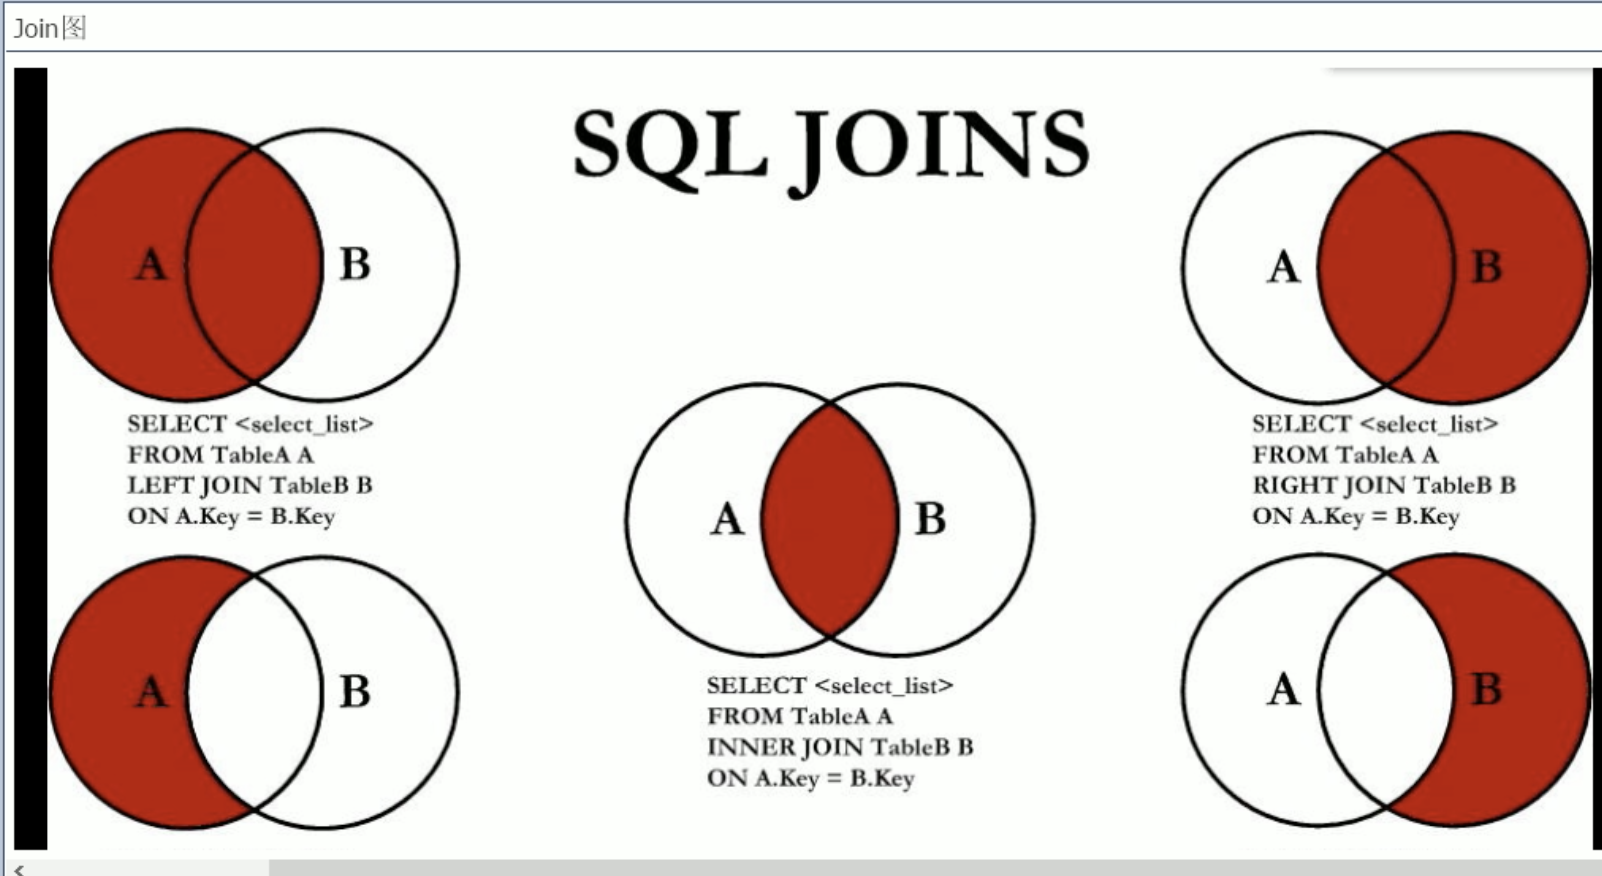 Join图
SQL JOINS
A B
SELECT <select_list>
FROM TableA A
LEFT JOIN TableB B
ON A.Key = B.Key
A B
SELECT <select_list>
FROM TableA A
RIGHT JOIN TableB B
ON A.Key = B.Key
A B
SELECT <select_list>
FROM TableA A
INNER JOIN TableB B
ON A.Key = B.Key
A B
A B